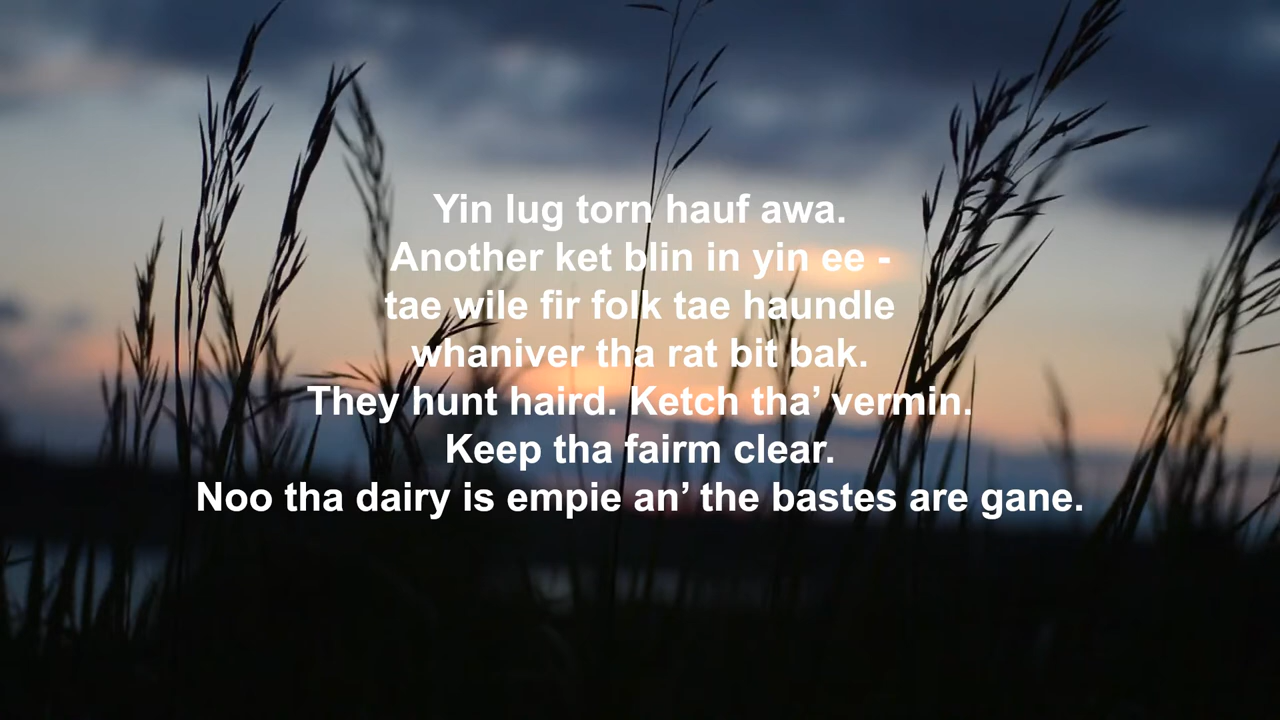 Yin lug torn hauf awa.
Another ket blin in yin ee -
tae wile fir folk tae haundle
whaniver tha rat bit bak.
They hunt haird. Ketch tha’ vermin.
Keep tha fairm clear.
Noo tha dairy is empie an’ the bastes are gane.